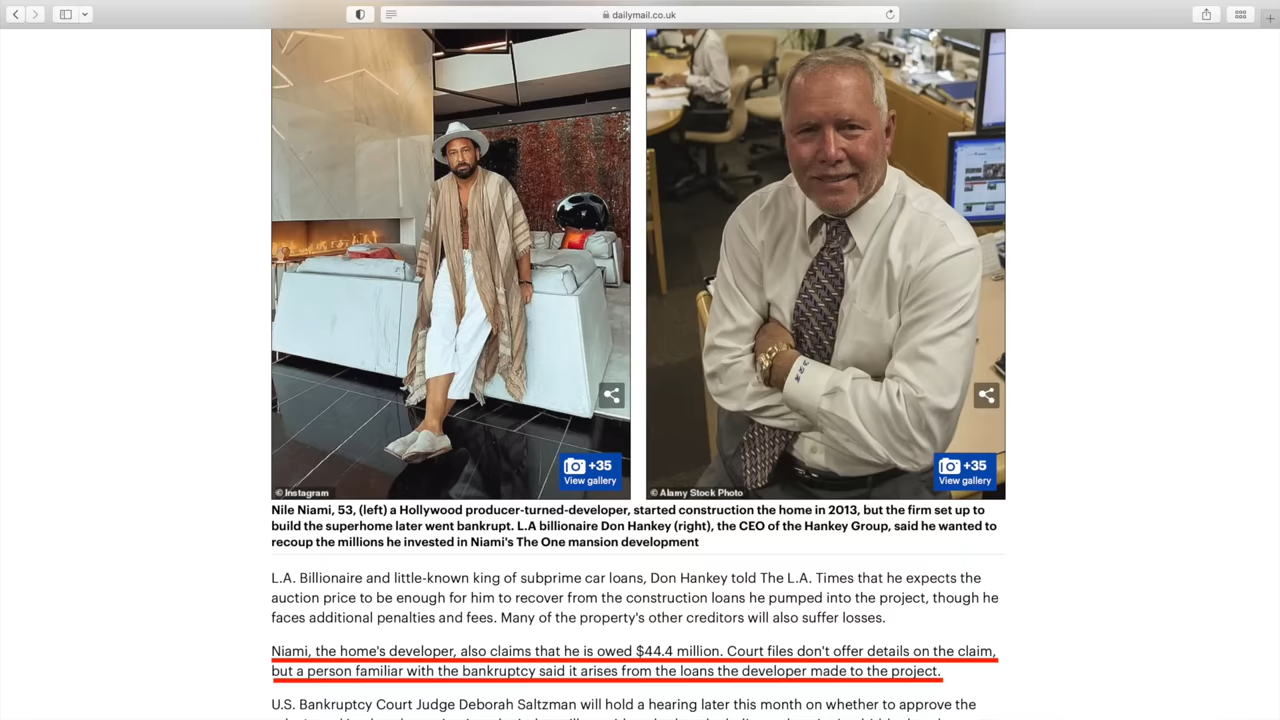 dailymail.co.uk
+35
View gallery
© Instagram
+35
View gallery
© Alamy Stock Photo
Nile Niami, 53, (left) a Hollywood producer-turned-developer, started construction the home in 2013, but the firm set up to
build the superhome later went bankrupt. L.A billionaire Don Hankey (right), the CEO of the Hankey Group, said he wanted to
recoup the millions he invested in Niami's The One mansion development
L.A. Billionaire and little-known king of subprime car loans, Don Hankey told The L.A. Times that he expects the
auction price to be enough for him to recover from the construction loans he pumped into the project, though he
faces additional penalties and fees. Many of the property's other creditors will also suffer losses.
Niami, the home's developer, also claims that he is owed $44.4 million. Court files don't offer details on the claim,
but a person familiar with the bankruptcy said it arises from the loans the developer made to the project.
U.S. Bankruptcy Court Judge Deborah Saltzman will hold a hearing later this month on whether to approve the